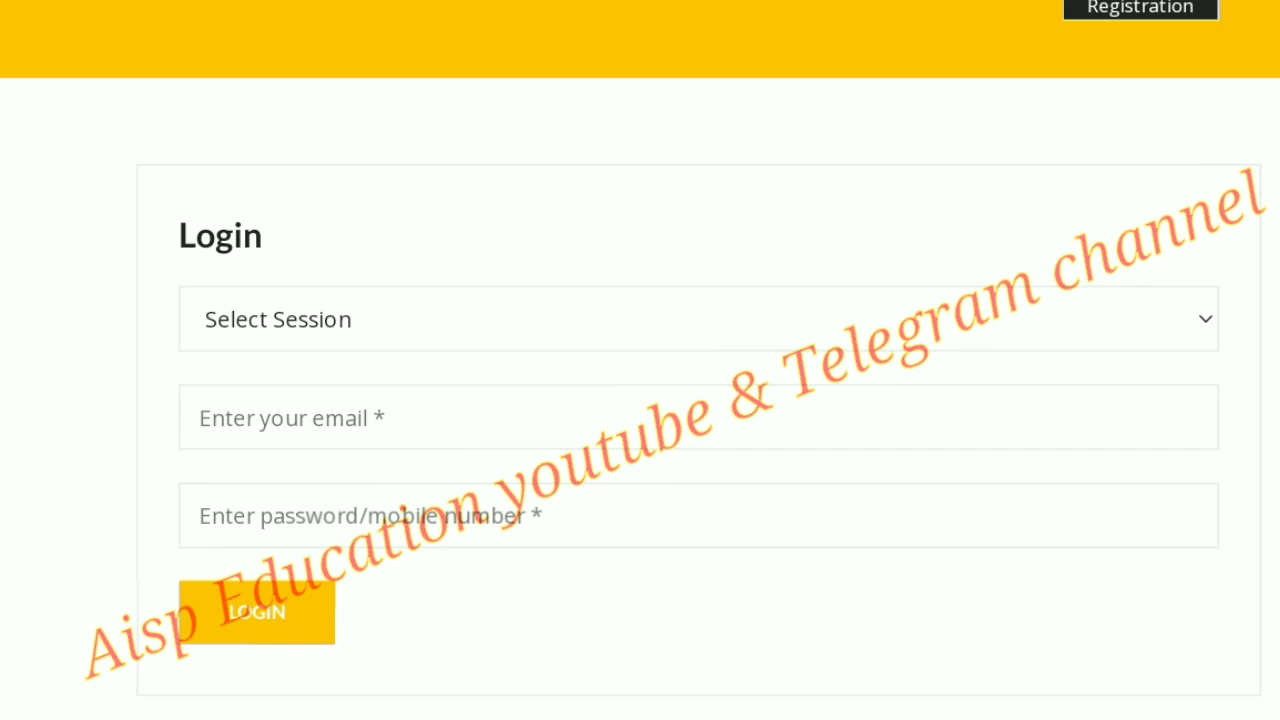 Registration
Login
Select Session
Enter your email *
Enter password/mobile number *
LOGIN
Aisp Education youtube & Telegram channel